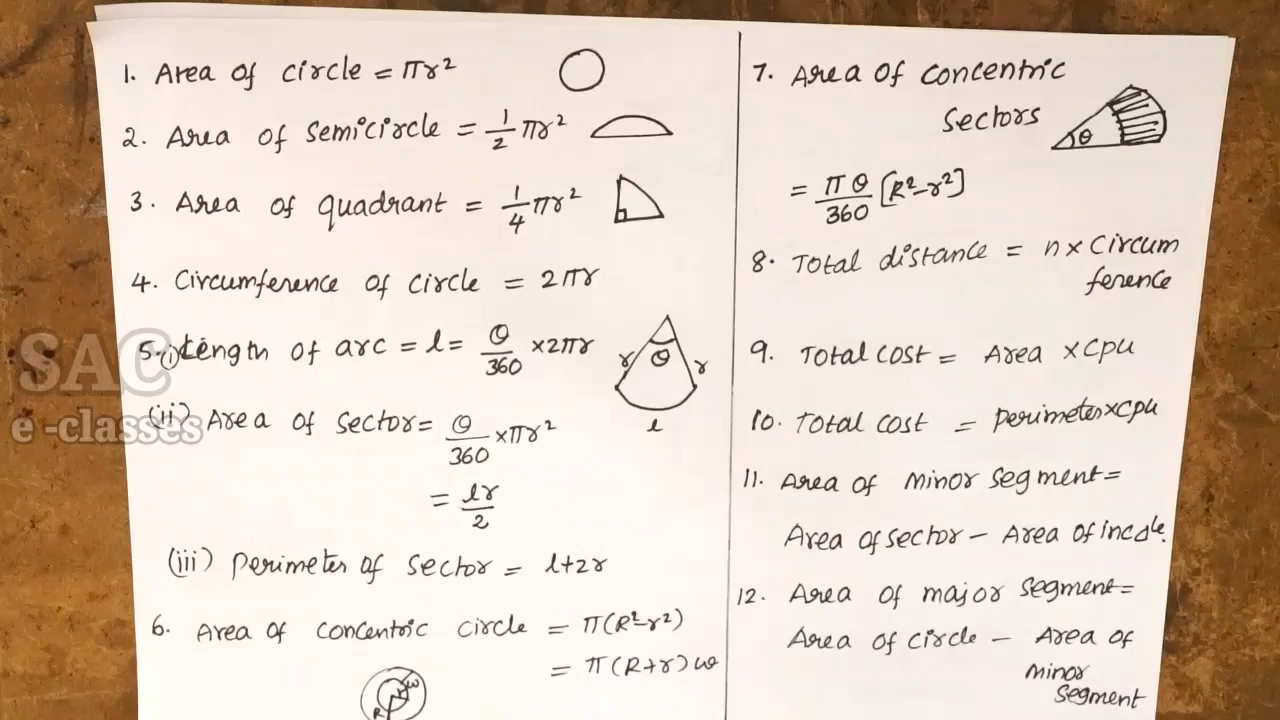 1. Area of circle = πr²
2. Area of semicircle = 1/2 πr²
3. Area of quadrant = 1/4 πr²
4. Circumference of circle = 2πr
5. (i) Length of arc = l = θ/360 × 2πr
θ
r r
l
(ii) Area of sector = θ/360 × πr²
= lr/2
(iii) Perimeter of sector = l+2r
6. Area of concentric circle = π(R²-r²)
= π(R+r)ω
R ω
7. Area of concentric
sectors
θ
= πθ/360 [R²-r²]
8. Total distance = n × Circum
ference
9. Total cost = Area × cpu
10. Total cost = perimeter×cpu
11. Area of minor segment =
Area of sector –  Area of
12. Area of major segment =
Area of circle – Area of
minor
segment
SAC
e -classes